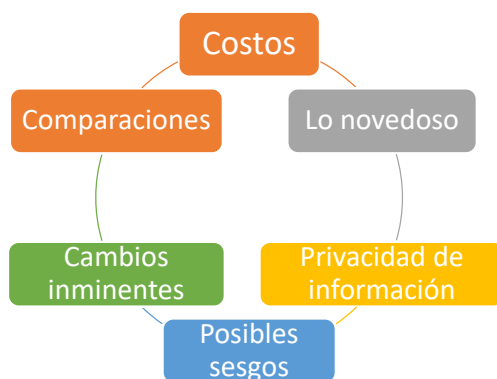 Costos
Comparaciones
Lo novedoso
Cambios
inminentes
Privacidad de
información
Posibles
sesgos